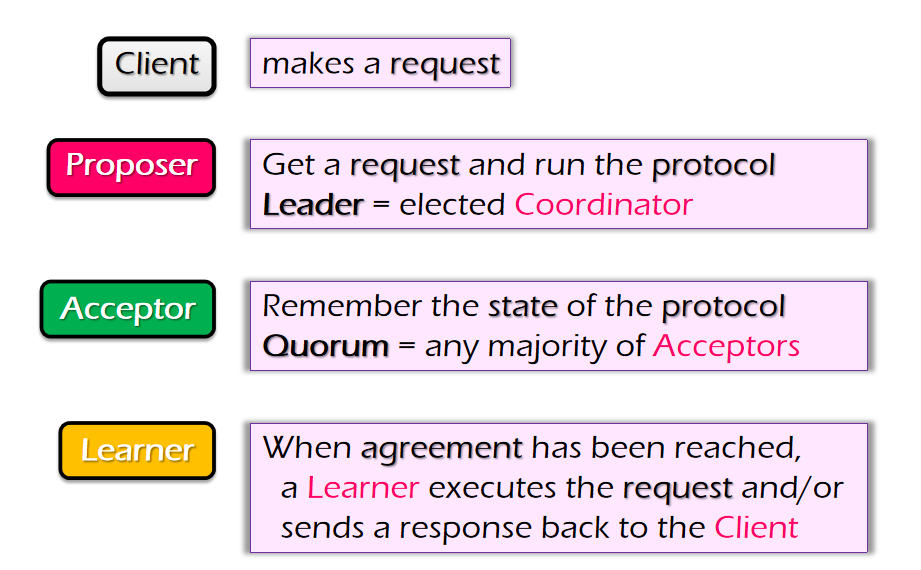 Client
makes a request
Proposer
Get a request and run the protocol
Leader = elected Coordinator
Acceptor
Remember the state of the protocol
Quorum = any majority of Acceptors
Learner
When agreement has been reached,
a Learner executes the request and/or
sends a response back to the Client